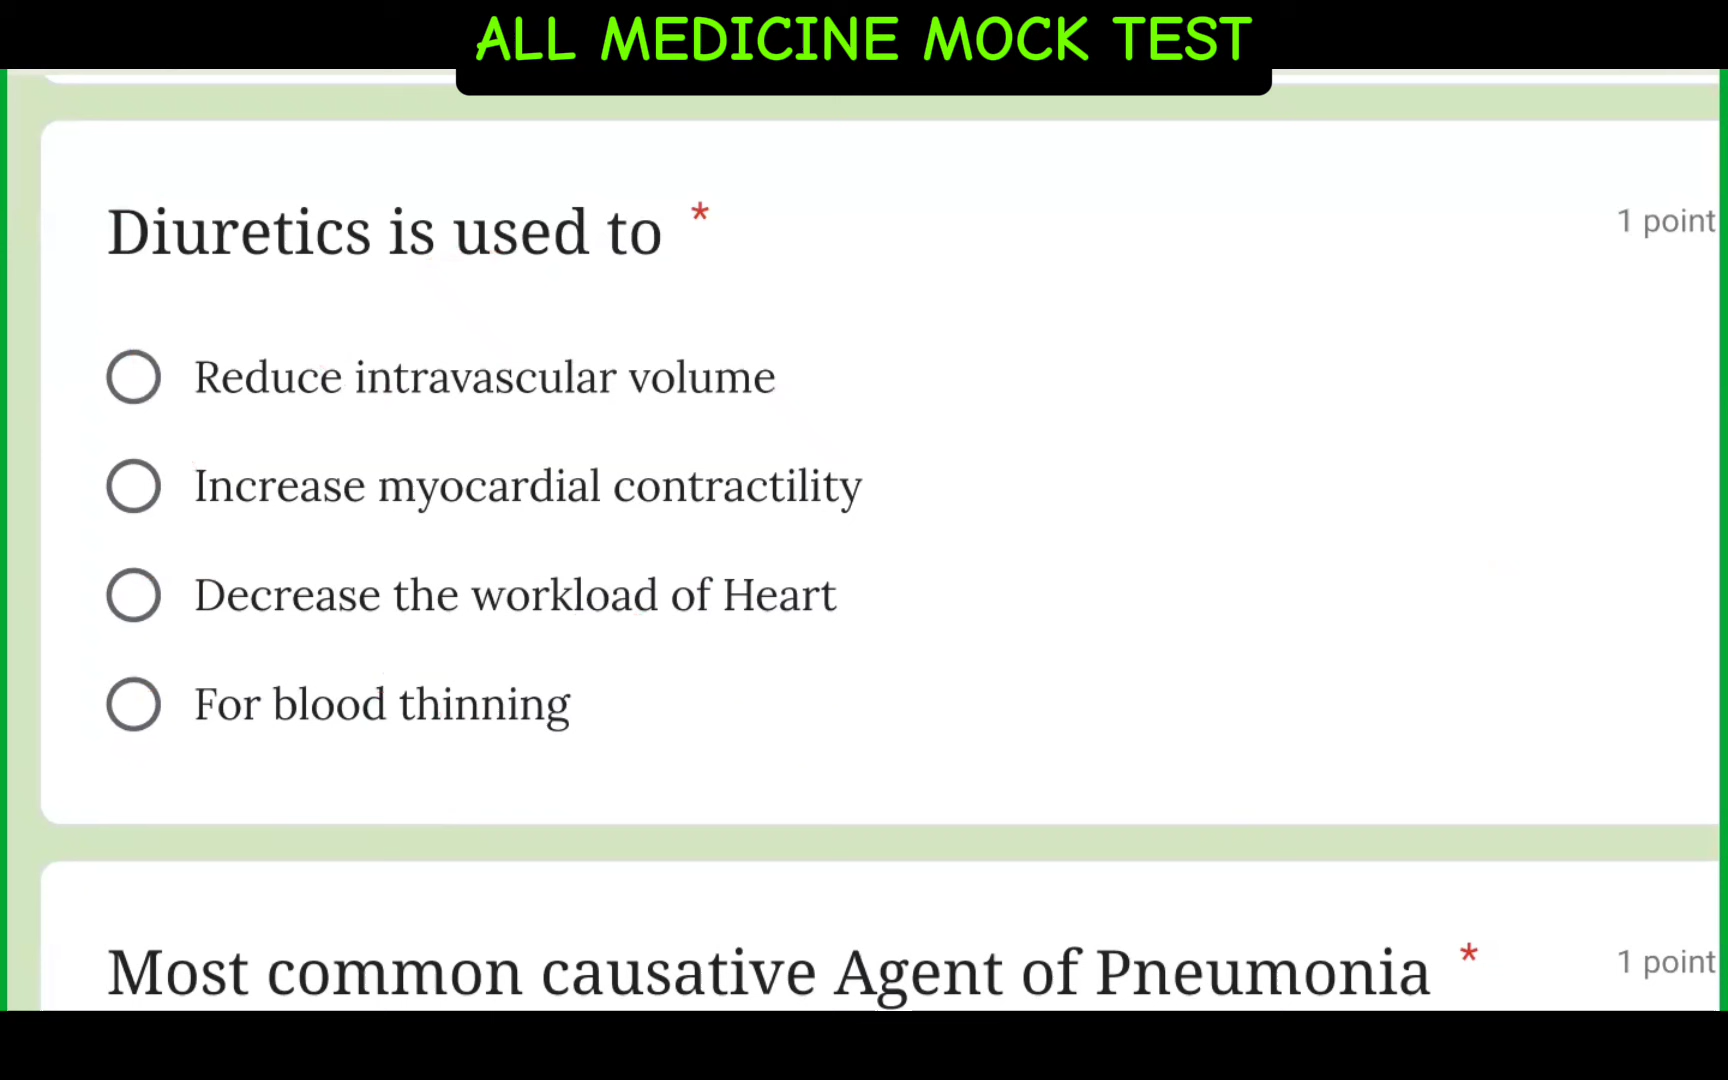 ALL MEDICINE MOCK TEST
Diuretics is used to *
1 point
Reduce intravascular volume
Increase myocardial contractility
Decrease the workload of Heart
For blood thinning
Most common causative Agent of Pneumonia *
1 point